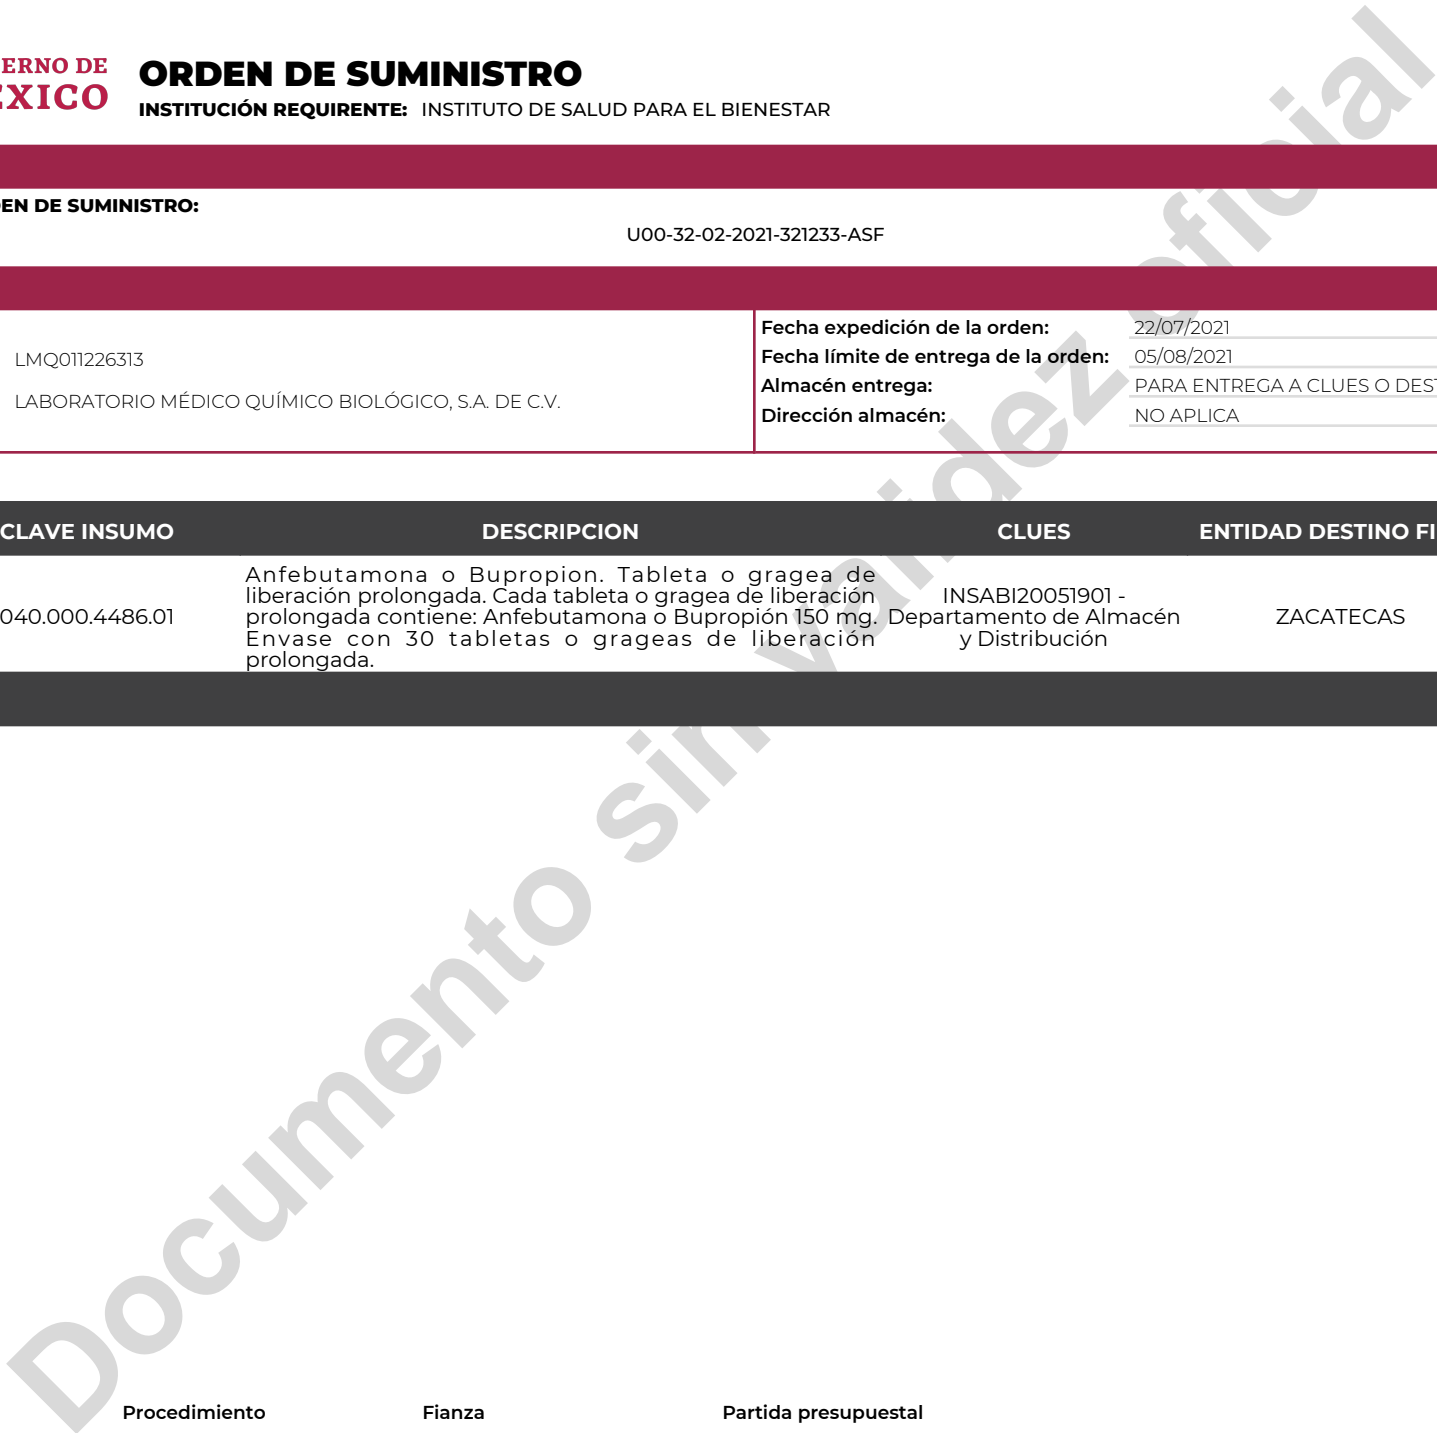 ERNO DE
ÉXICO
ORDEN DE SUMINISTRO
INSTITUCIÓN REQUIRENTE: INSTITUTO DE SALUD PARA EL BIENESTAR
EN DE SUMINISTRO:
U00-32-02-2021-321233-ASF
LMQ011226313
LABORATORIO MÉDICO QUÍMICO BIOLÓGICO, S.A. DE C.V.
Fecha expedición de la orden: 22/07/2021
Fecha límite de entrega de la orden: 05/08/2021
Almacén entrega: PARA ENTREGA A CLUES O DEST
Dirección almacén: NO APLICA
CLAVE INSUMO DESCRIPCION CLUES ENTIDAD DESTINO FI
040.000.4486.01
Anfebutamona o Bupropion. Tableta o gragea de
liberación prolongada. Cada tableta o gragea de liberación
prolongada contiene: Anfebutamona o Bupropión 150 mg.
Envase con 30 tabletas o grageas de liberación
prolongada.
INSABI20051901 -
Departamento de Almacén
y Distribución
ZACATECAS
Documento sin validez oficial
Procedimiento Fianza Partida presupuestal